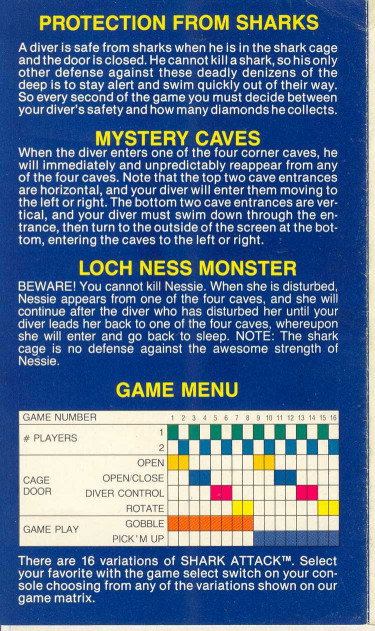 PROTECTION FROM SHARKS
A diver is safe from sharks when he is in the shark cage
and the door is closed. He cannot kill a shark, so his only
other defense against these deadly denizens of the
deep is to stay alert and swim quickly out of their way.
So every second of the game you must decide between
your diver's safety and how many diamonds he collects.
MYSTERY CAVES
When the diver enters one of the four corner caves, he
will immediately and unpredictably reappear from any
of the four caves. Note that the top two cave entrances
are horizontal, and your diver will enter them moving to
the left or right. The bottom two cave entrances are ver-
tical, and your diver must swim down through the en-
trance, then turn to the outside of the screen at the bot-
tom, entering the caves to the left or right.
LOCH NESS MONSTER
BEWARE! You cannot kill Nessie. When she is disturbed,
Nessie appears from one of the four caves, and she will
continue after the diver who has disturbed her until your
diver leads her back to one of the four caves, whereupon
she will enter and go back to sleep. NOTE: The shark
cage is no defense against the awesome strength of
Nessie.
GAME MENU
GAME NUMBER 1 2 3 4 5 6 7 8 9 10 11 12 13 14 15 16
# PLAYERS 1
2
CAGE DOOR OPEN
OPEN/CLOSE
DIVER CONTROL
ROTATE
GAME PLAY GOBBLE
PICK'M UP
There are 16 variations of SHARK ATTACK™. Select
your favorite with the game select switch on your con-
sole choosing from any of the variations shown on our
game matrix.